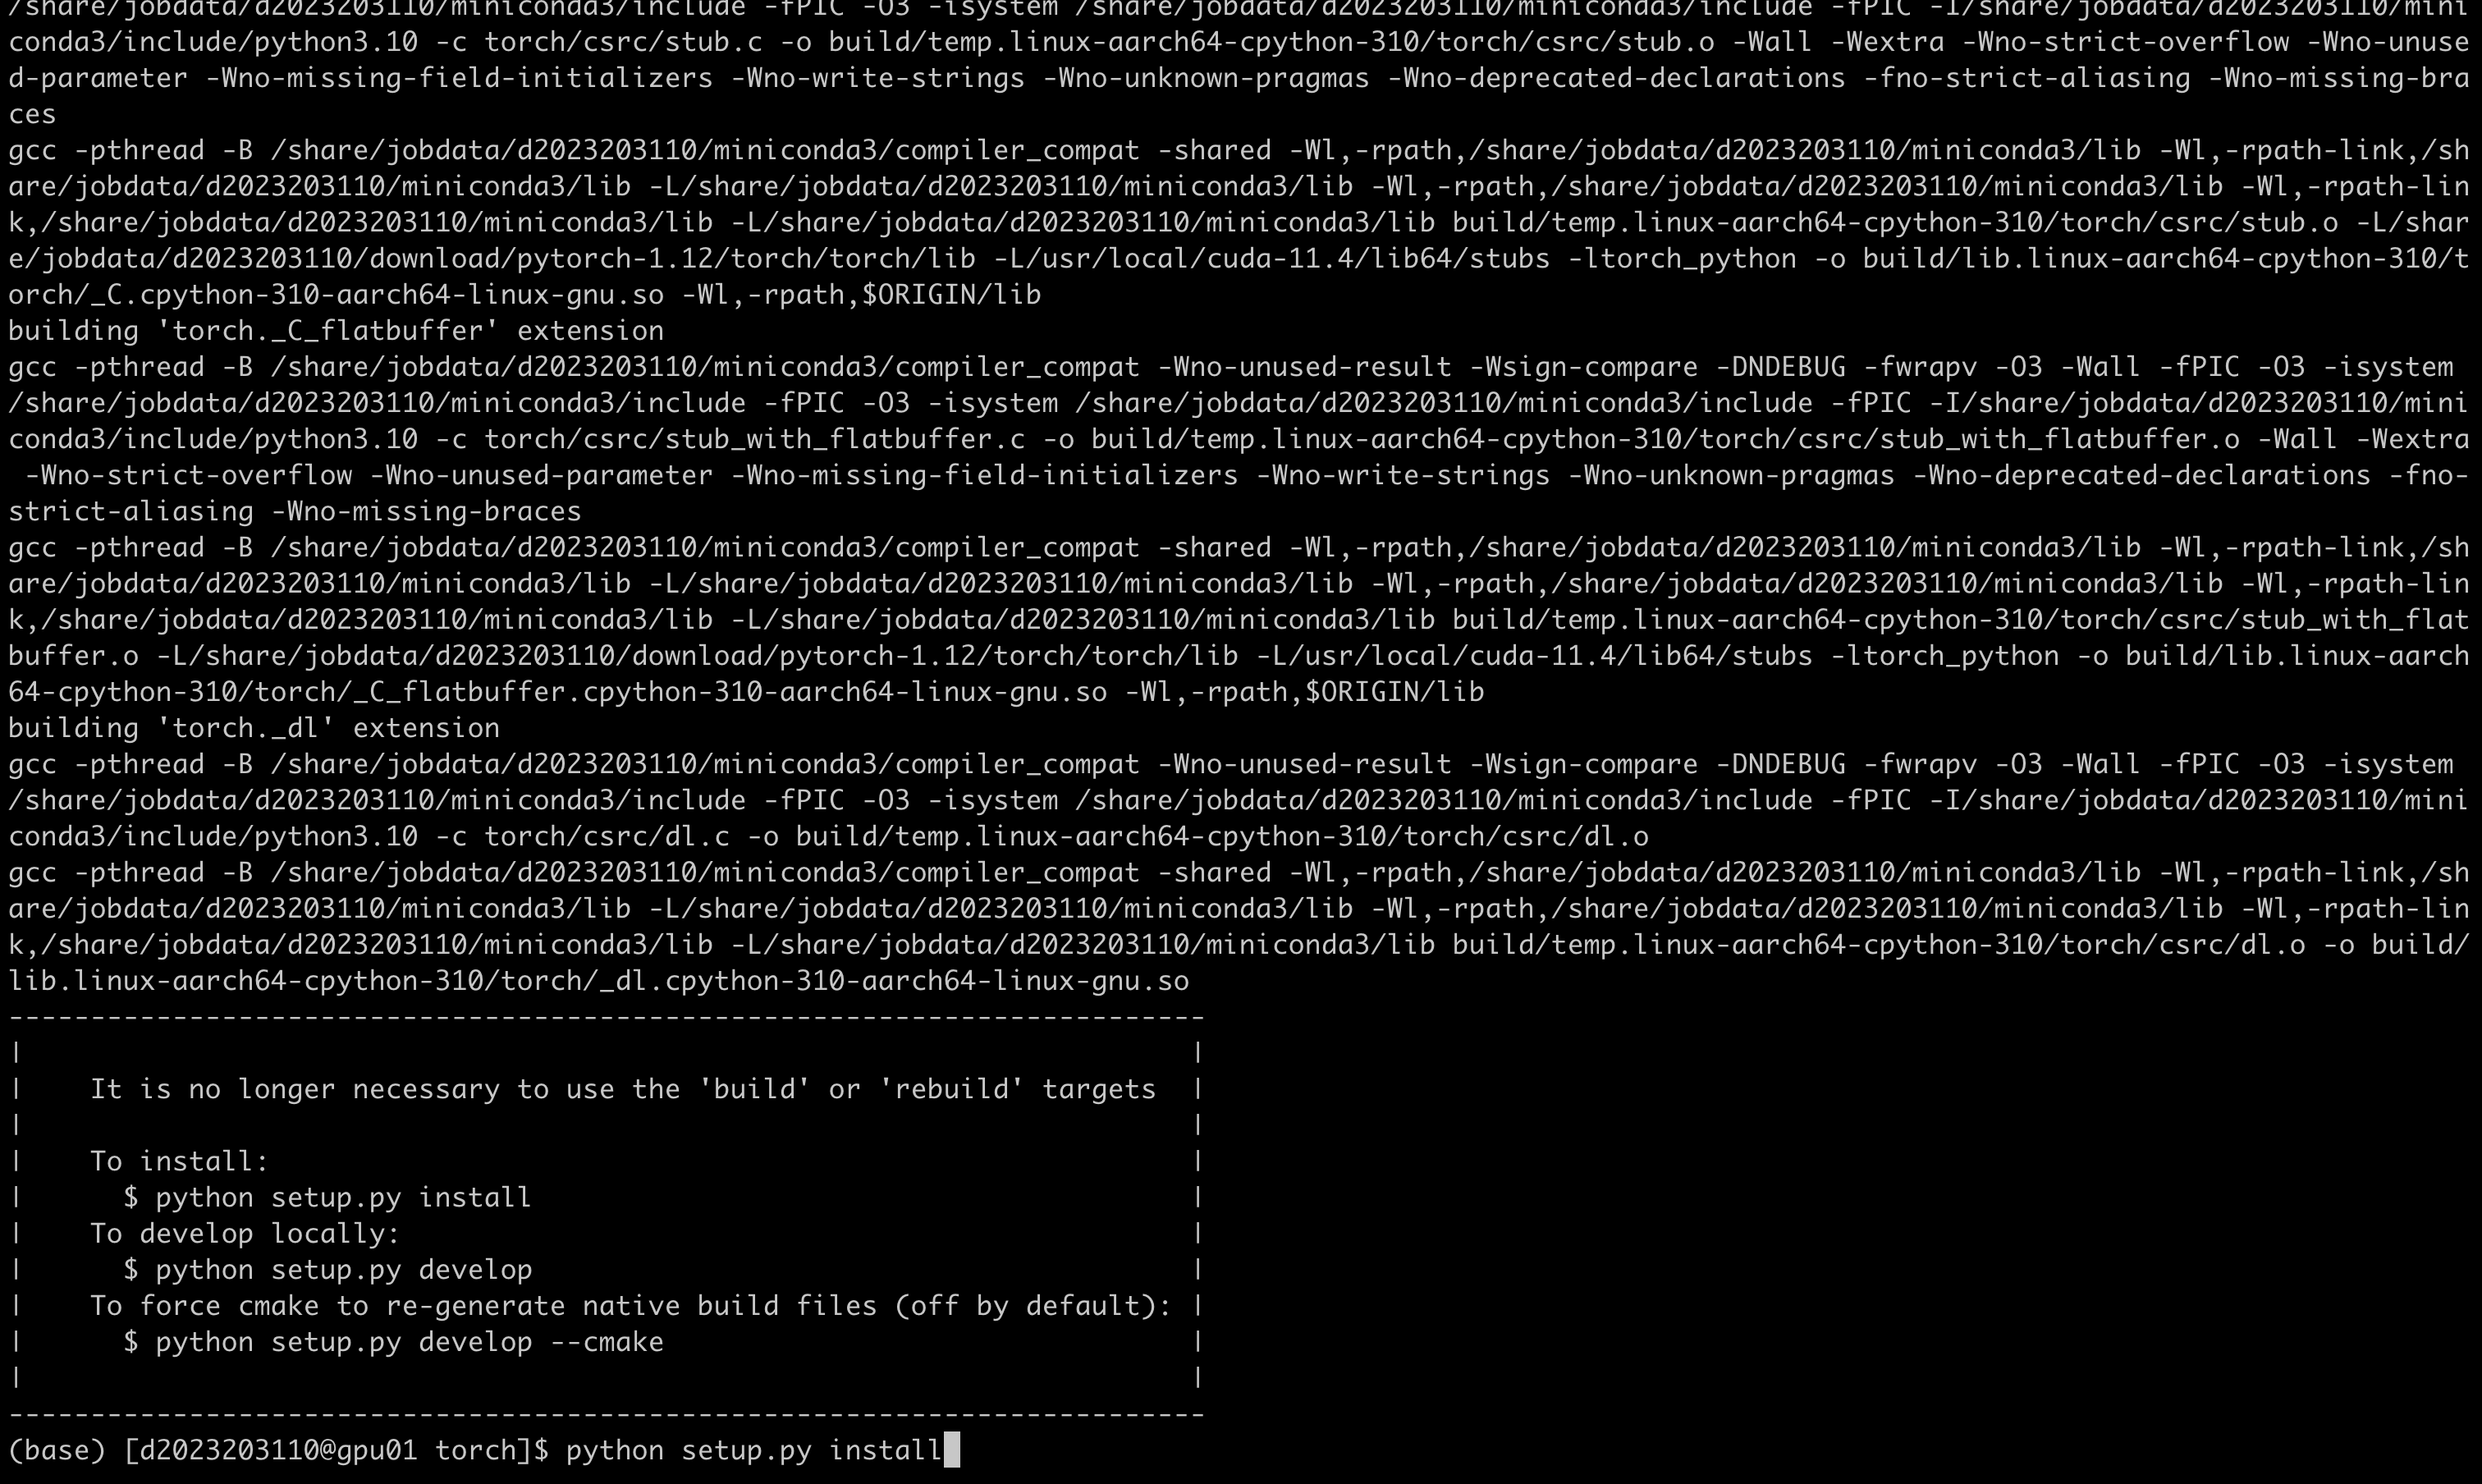 /share/jobdata/d2023203110/miniconda3/include -fPIC -O3 -isystem /share/jobdata/d2023203110/miniconda3/include -fPIC -I/share/jobdata/d2023203110/mini
conda3/include/python3.10 -c torch/csrc/stub.c -o build/temp.linux-aarch64-cpython-310/torch/csrc/stub.o -Wall -Wextra -Wno-strict-overflow -Wno-unuse
d-parameter -Wno-missing-field-initializers -Wno-write-strings -Wno-unknown-pragmas -Wno-deprecated-declarations -fno-strict-aliasing -Wno-missing-bra
ces
gcc -pthread -B /share/jobdata/d2023203110/miniconda3/compiler_compat -shared -Wl,-rpath,/share/jobdata/d2023203110/miniconda3/lib -Wl,-rpath-link,/sh
are/jobdata/d2023203110/miniconda3/lib -L/share/jobdata/d2023203110/miniconda3/lib -Wl,-rpath,/share/jobdata/d2023203110/miniconda3/lib -Wl,-rpath-lin
k,/share/jobdata/d2023203110/miniconda3/lib -L/share/jobdata/d2023203110/miniconda3/lib build/temp.linux-aarch64-cpython-310/torch/csrc/stub.o -L/shar
e/jobdata/d2023203110/download/pytorch-1.12/torch/torch/lib -L/usr/local/cuda-11.4/lib64/stubs -ltorch_python -o build/lib.linux-aarch64-cpython-310/t
orch/_C.cpython-310-aarch64-linux-gnu.so -Wl,-rpath,$ORIGIN/lib
building 'torch._C_flatbuffer' extension
gcc -pthread -B /share/jobdata/d2023203110/miniconda3/compiler_compat -Wno-unused-result -Wsign-compare -DNDEBUG -fwrapv -O3 -Wall -fPIC -O3 -isystem
/share/jobdata/d2023203110/miniconda3/include -fPIC -O3 -isystem /share/jobdata/d2023203110/miniconda3/include -fPIC -I/share/jobdata/d2023203110/mini
conda3/include/python3.10 -c torch/csrc/stub_with_flatbuffer.c -o build/temp.linux-aarch64-cpython-310/torch/csrc/stub_with_flatbuffer.o -Wall -Wextra
 -Wno-strict-overflow -Wno-unused-parameter -Wno-missing-field-initializers -Wno-write-strings -Wno-unknown-pragmas -Wno-deprecated-declarations -fno-
strict-aliasing -Wno-missing-braces
gcc -pthread -B /share/jobdata/d2023203110/miniconda3/compiler_compat -shared -Wl,-rpath,/share/jobdata/d2023203110/miniconda3/lib -Wl,-rpath-link,/sh
are/jobdata/d2023203110/miniconda3/lib -L/share/jobdata/d2023203110/miniconda3/lib -Wl,-rpath,/share/jobdata/d2023203110/miniconda3/lib -Wl,-rpath-lin
k,/share/jobdata/d2023203110/miniconda3/lib -L/share/jobdata/d2023203110/miniconda3/lib build/temp.linux-aarch64-cpython-310/torch/csrc/stub_with_flat
buffer.o -L/share/jobdata/d2023203110/download/pytorch-1.12/torch/torch/lib -L/usr/local/cuda-11.4/lib64/stubs -ltorch_python -o build/lib.linux-aarch
64-cpython-310/torch/_C_flatbuffer.cpython-310-aarch64-linux-gnu.so -Wl,-rpath,$ORIGIN/lib
building 'torch._dl' extension
gcc -pthread -B /share/jobdata/d2023203110/miniconda3/compiler_compat -Wno-unused-result -Wsign-compare -DNDEBUG -fwrapv -O3 -Wall -fPIC -O3 -isystem
/share/jobdata/d2023203110/miniconda3/include -fPIC -O3 -isystem /share/jobdata/d2023203110/miniconda3/include -fPIC -I/share/jobdata/d2023203110/mini
conda3/include/python3.10 -c torch/csrc/dl.c -o build/temp.linux-aarch64-cpython-310/torch/csrc/dl.o
gcc -pthread -B /share/jobdata/d2023203110/miniconda3/compiler_compat -shared -Wl,-rpath,/share/jobdata/d2023203110/miniconda3/lib -Wl,-rpath-link,/sh
are/jobdata/d2023203110/miniconda3/lib -L/share/jobdata/d2023203110/miniconda3/lib -Wl,-rpath,/share/jobdata/d2023203110/miniconda3/lib -Wl,-rpath-lin
k,/share/jobdata/d2023203110/miniconda3/lib -L/share/jobdata/d2023203110/miniconda3/lib build/temp.linux-aarch64-cpython-310/torch/csrc/dl.o -o build/
lib.linux-aarch64-cpython-310/torch/_dl.cpython-310-aarch64-linux-gnu.so
-------------------------------------------------------------------------
|                                                                       |
|    It is no longer necessary to use the 'build' or 'rebuild' targets  |
|                                                                       |
|    To install:                                                        |
|      $ python setup.py install                                        |
|    To develop locally:                                                |
|      $ python setup.py develop                                        |
|    To force cmake to re-generate native build files (off by default): |
|      $ python setup.py develop --cmake                                |
|                                                                       |
-------------------------------------------------------------------------
(base) [d2023203110@gpu01 torch]$ python setup.py install